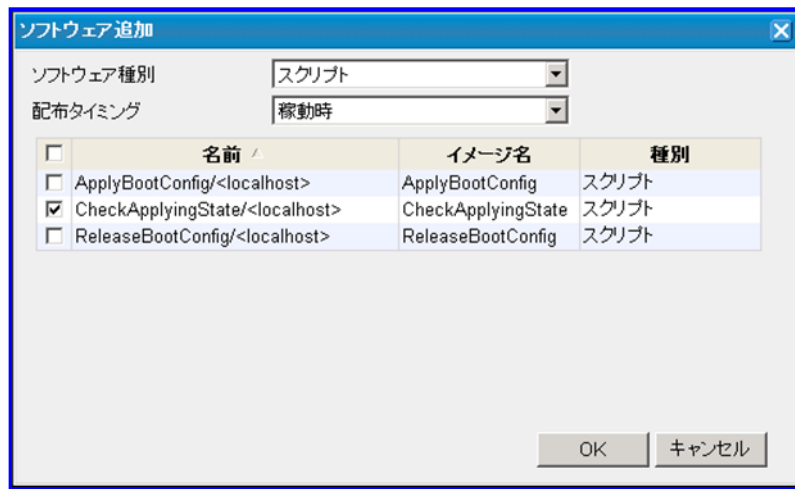 ソフトウェア追加
ソフトウェア種別 スクリプト
配布タイミング 稼動時
名前 イメージ名 種別
ApplyBootConfig/<localhost> ApplyBootConfig スクリプト
CheckApplyingState/<localhost> CheckApplyingState スクリプト
ReleaseBootConfig/<localhost> ReleaseBootConfig スクリプト
OK キャンセル